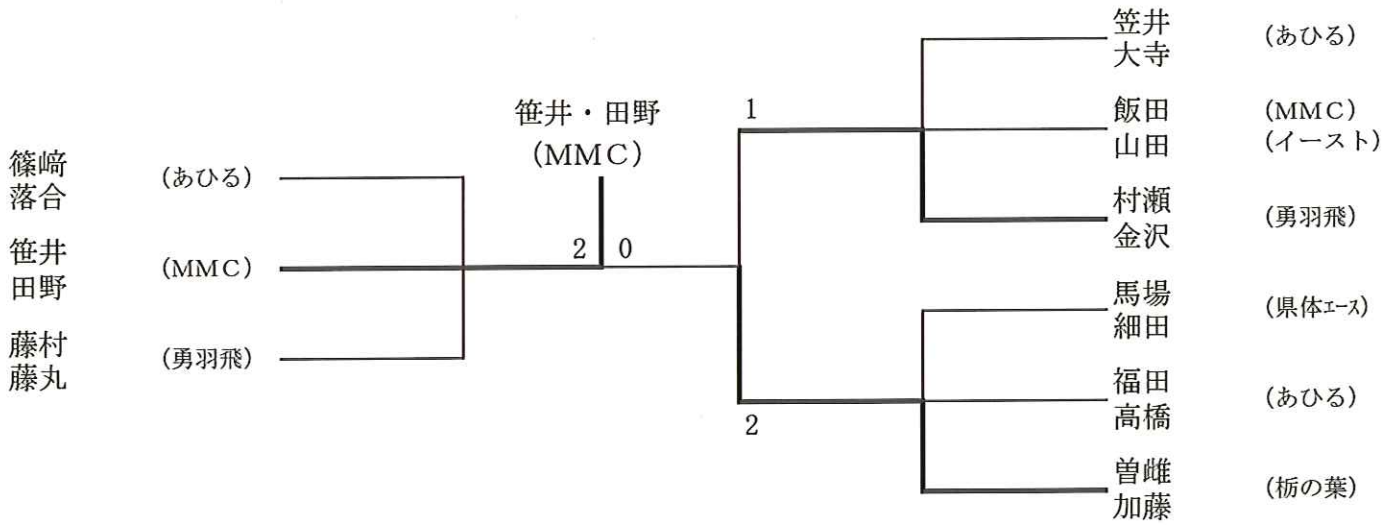 笹井・田野
(MMC)
篠﨑
落合
(あひる)
笹井
田野
(MMC)
藤村
藤丸
(勇羽飛)
2 0
1
2
笠井
大寺
(あひる)
飯田
山田
(MMC)
(イースト)
村瀬
金沢
(勇羽飛)
馬場
細田
(県体ｴｰｽ)
福田
高橋
(あひる)
曽雌
加藤
(栃の葉)